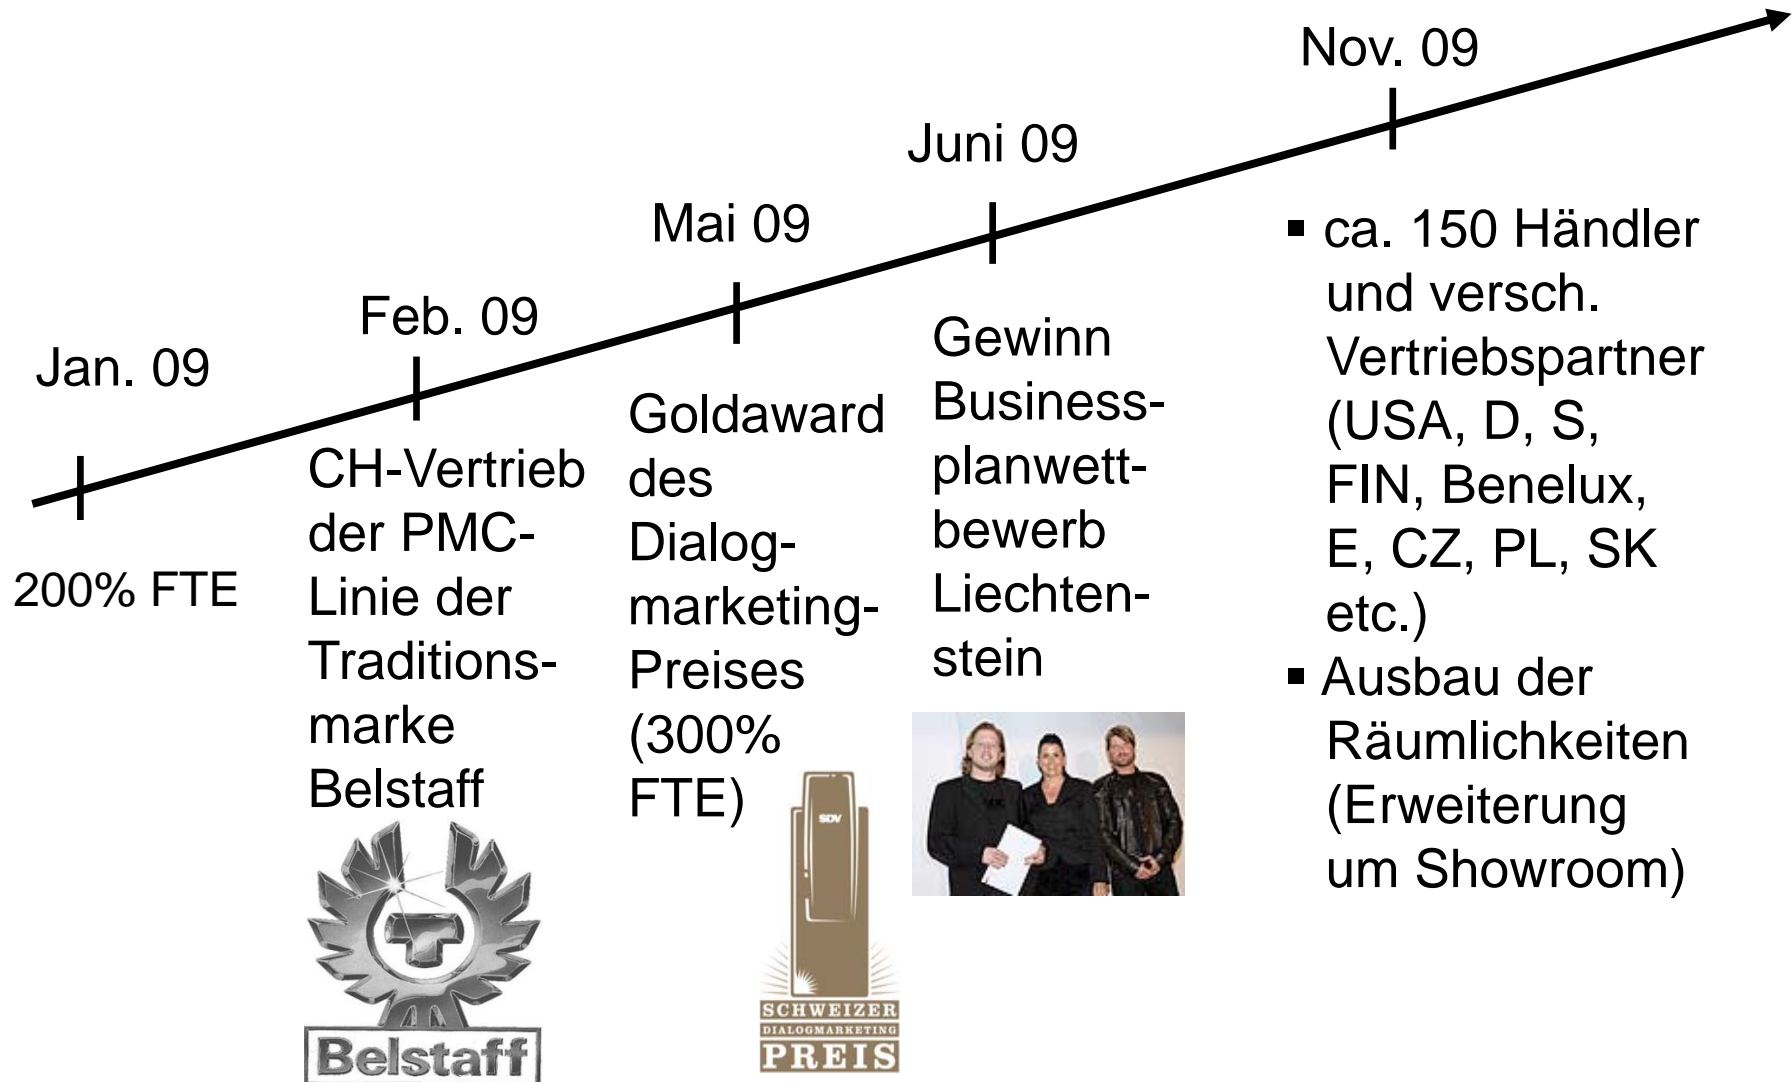 Jan. 09
200% FTE
Feb. 09
CH-Vertrieb
der PMC-
Linie der
Traditions-
marke
Belstaff
Belstaff
Mai 09
Goldaward
des
Dialog-
marketing-
Preises
(300%
FTE)
SDV
SCHWEIZER
DIALOGMARKETING
PREIS
Juni 09
Gewinn
Business-
planwett-
bewerb
Liechten-
stein
Nov. 09
▪ ca. 150 Händler
und versch.
Vertriebspartner
(USA, D, S,
FIN, Benelux,
E, CZ, PL, SK
etc.)
▪ Ausbau der
Räumlichkeiten
(Erweiterung
um Showroom)